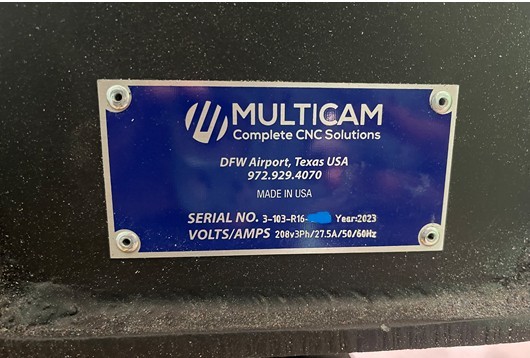 MULTICAM
Complete CNC Solutions
DFW Airport, Texas USA
972.929.4070
MADE IN USA
SERIAL NO. 3-103-R16- Year:2023
VOLTS/AMPS 208v3Ph/27.5A/50/60Hz